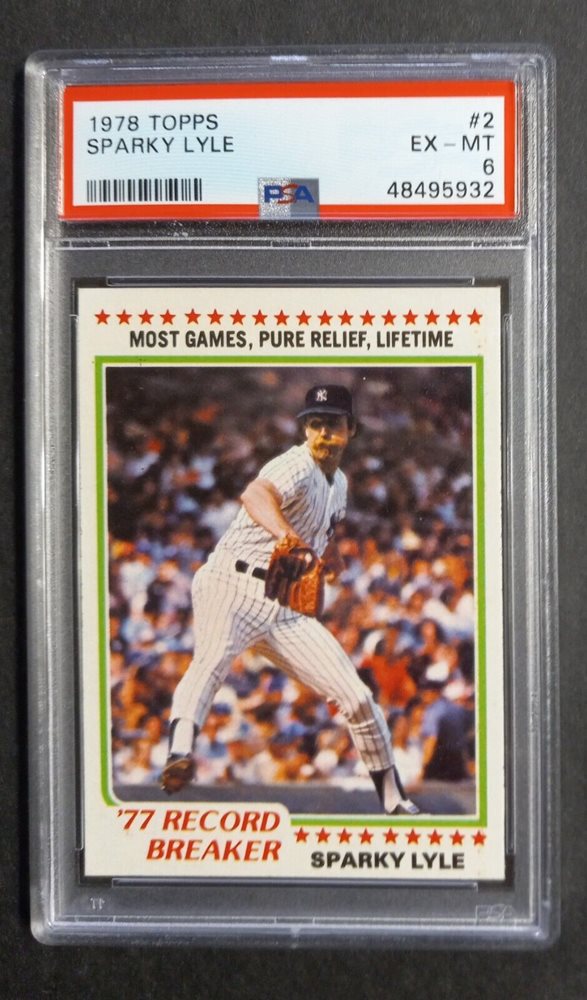 1978 TOPPS
#2
SPARKY LYLE
EX - MT
6
PSA
48495932
MOST GAMES, PURE RELIEF, LIFETIME
NY
'77 RECORD
BREAKER
SPARKY LYLE